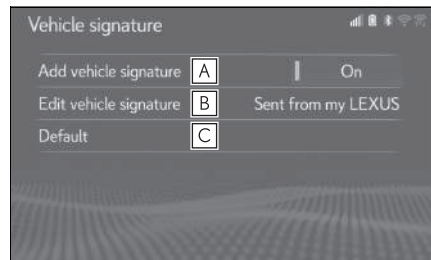 Vehicle signature
Add vehicle signature A On
Edit vehicle signature B Sent from my LEXUS
Default C